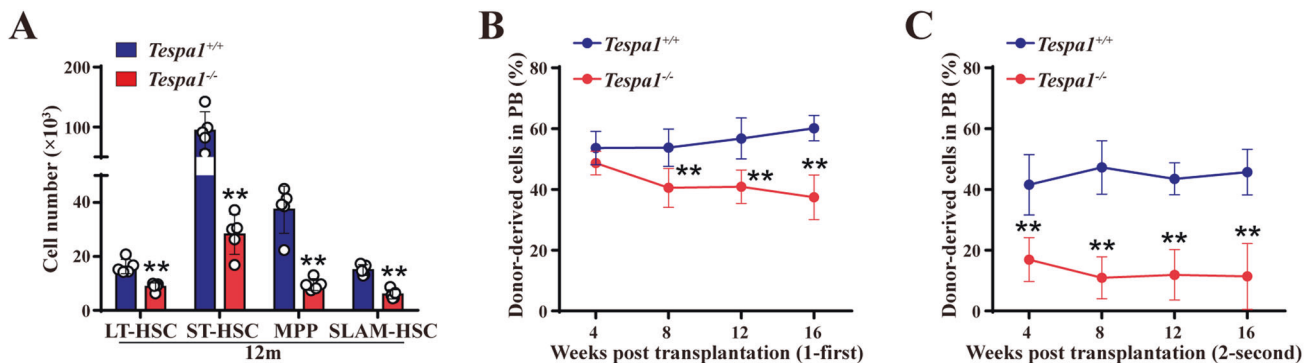 A
Tespa1+/+
Tespa1-/-
Cell number (×10³)
200
100
40
20
0
**
**
**
**
LT-HSC ST-HSC MPP SLAM-HSC
12m
B
Tespa1+/+
Tespa1-/-
Donor-derived cells in PB (%)
80
60
40
20
0
**
**
**
4 8 12 16
Weeks post transplantation (1-first)
C
Tespa1+/+
Tespa1-/-
Donor-derived cells in PB (%)
80
60
40
20
0
**
**
**
**
4 8 12 16
Weeks post transplantation (2-second)